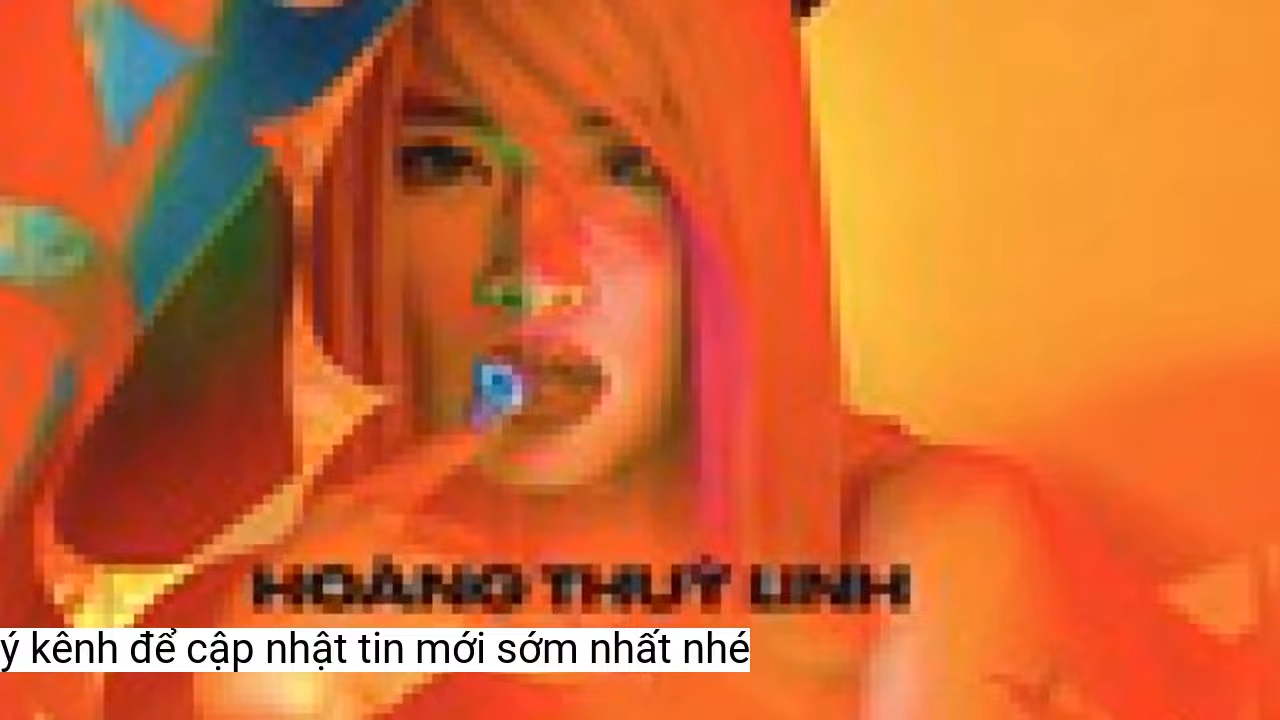 HOÀNG THUỲ LINH
ý kênh để cập nhật tin mới sớm nhất nhé